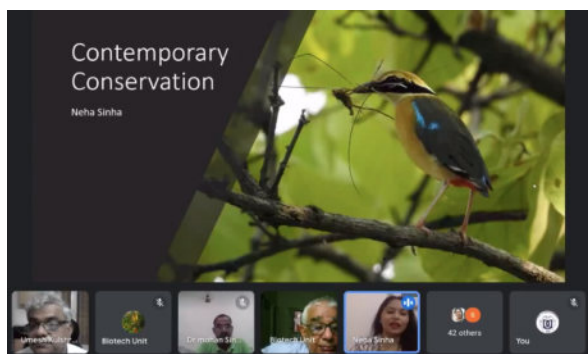 Contemporary
Conservation
Neha Sinha
Biotech Unit
Biotech Unit
Neha Sinha
42 others
You